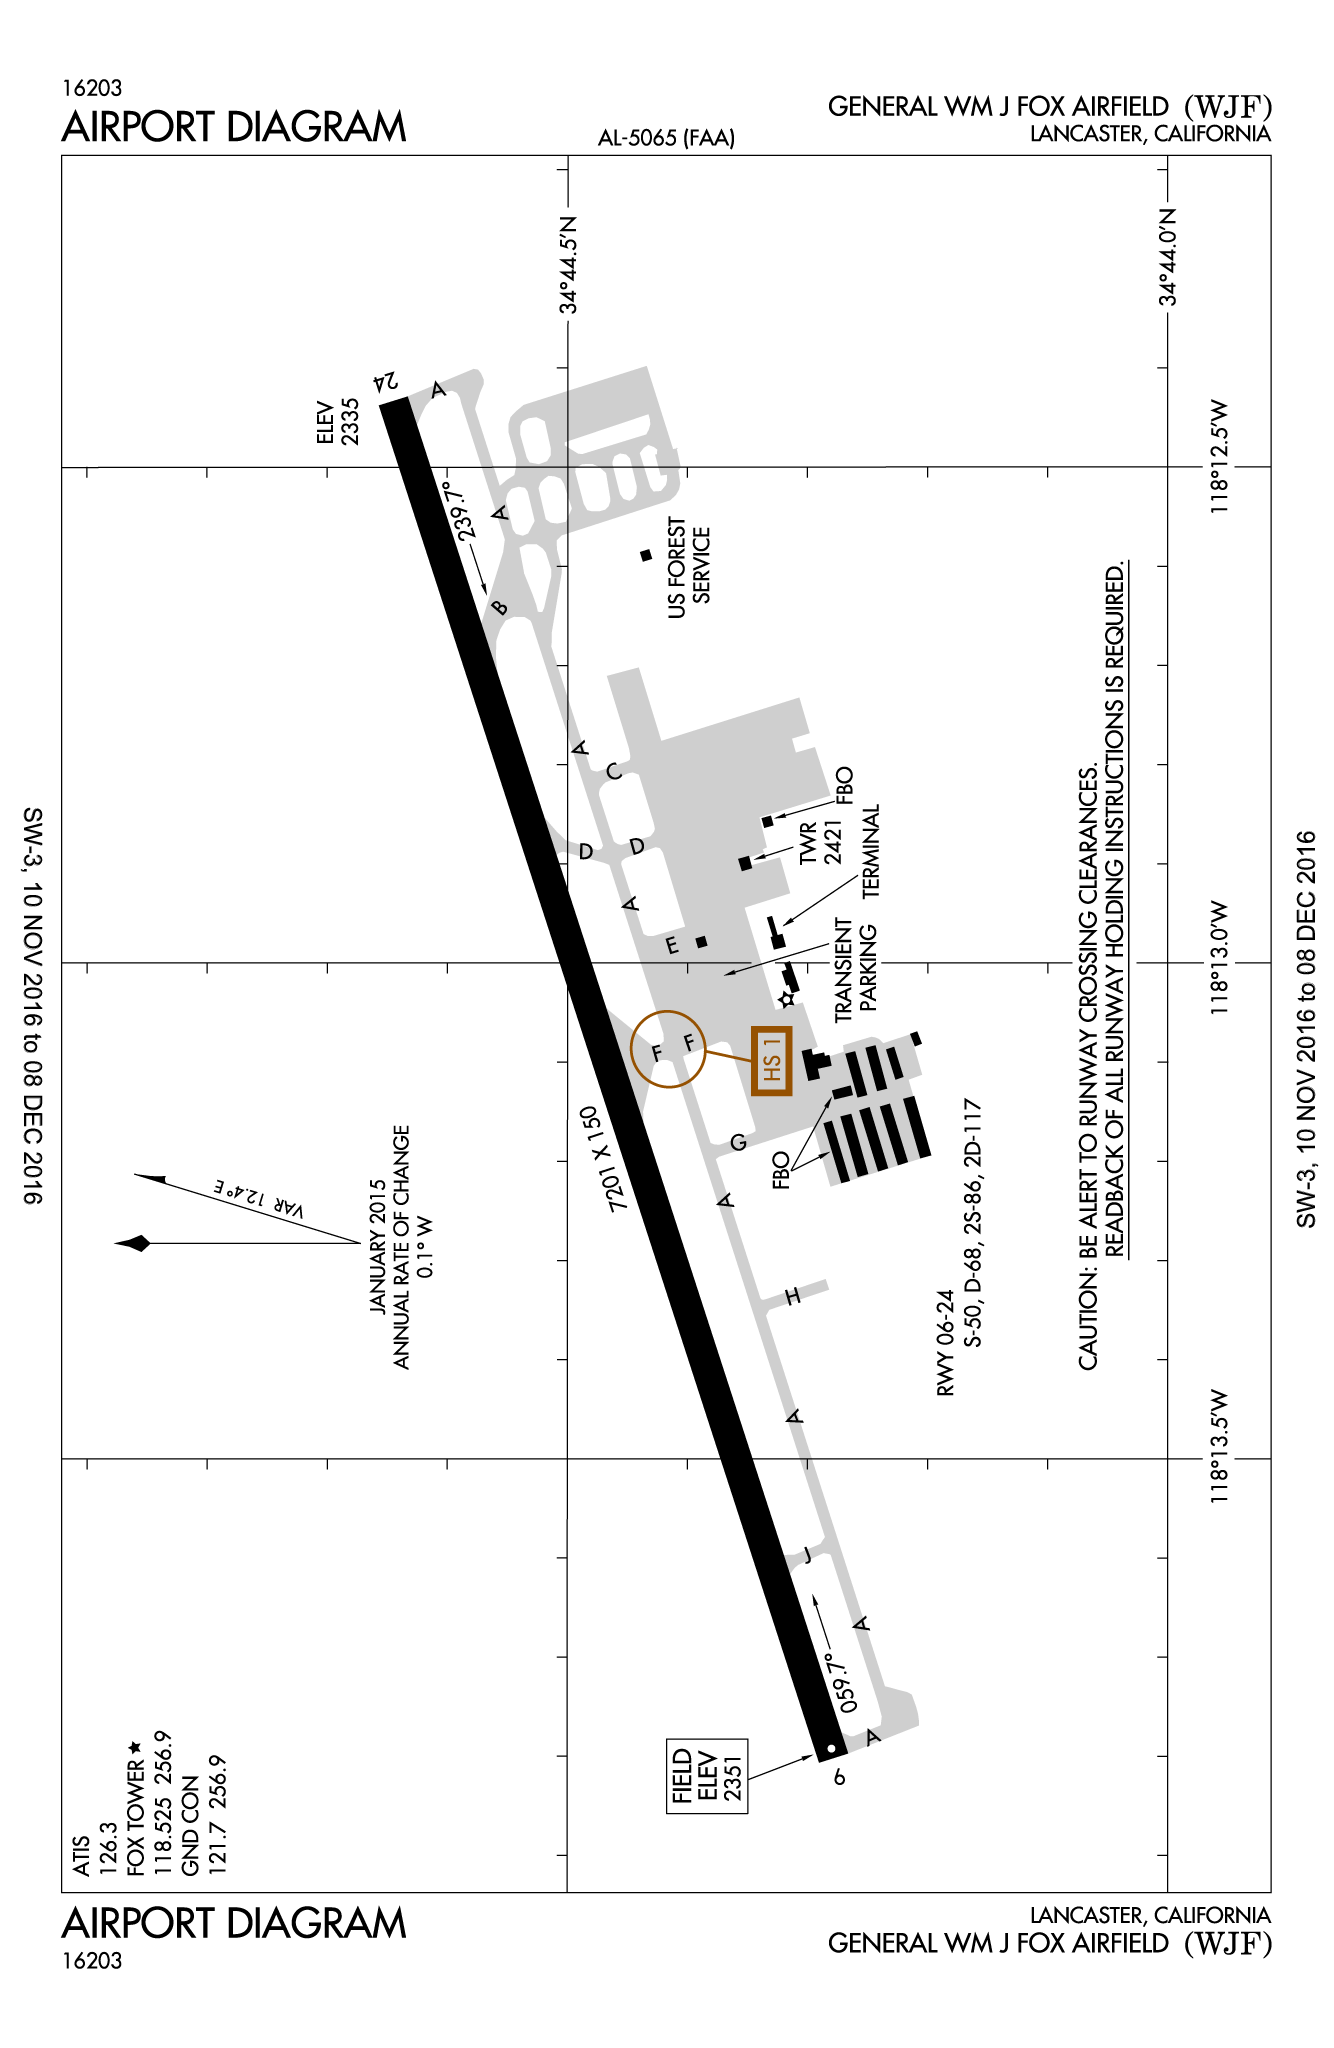 16203
AIRPORT DIAGRAM
AL-5065 (FAA)
GENERAL WM J FOX AIRFIELD (WJF)
LANCASTER, CALIFORNIA
SW-3, 10 NOV 2016 to 08 DEC 2016
SW-3, 10 NOV 2016 to 08 DEC 2016
ATIS
126.3
FOX TOWER ★
118.525 256.9
GND CON
121.7 256.9
VAR 12.4° E
JANUARY 2015
ANNUAL RATE OF CHANGE
0.1° W
34°44.5'N
34°44.0'N
118°12.5'W
118°13.0'W
118°13.5'W
ELEV
2335
24
A
239.7°
A
B
US FOREST
SERVICE
A
C
D
D
FBO
TWR
2421
TERMINAL
A
E
TRANSIENT
PARKING
F
F
HS 1
7201 X 150
G
FBO
A
H
A
J
A
059.7°
A
6
FIELD
ELEV
2351
RWY 06-24
S-50, D-68, 2S-86, 2D-117
CAUTION: BE ALERT TO RUNWAY CROSSING CLEARANCES.
READBACK OF ALL RUNWAY HOLDING INSTRUCTIONS IS REQUIRED.
AIRPORT DIAGRAM
16203
LANCASTER, CALIFORNIA
GENERAL WM J FOX AIRFIELD (WJF)